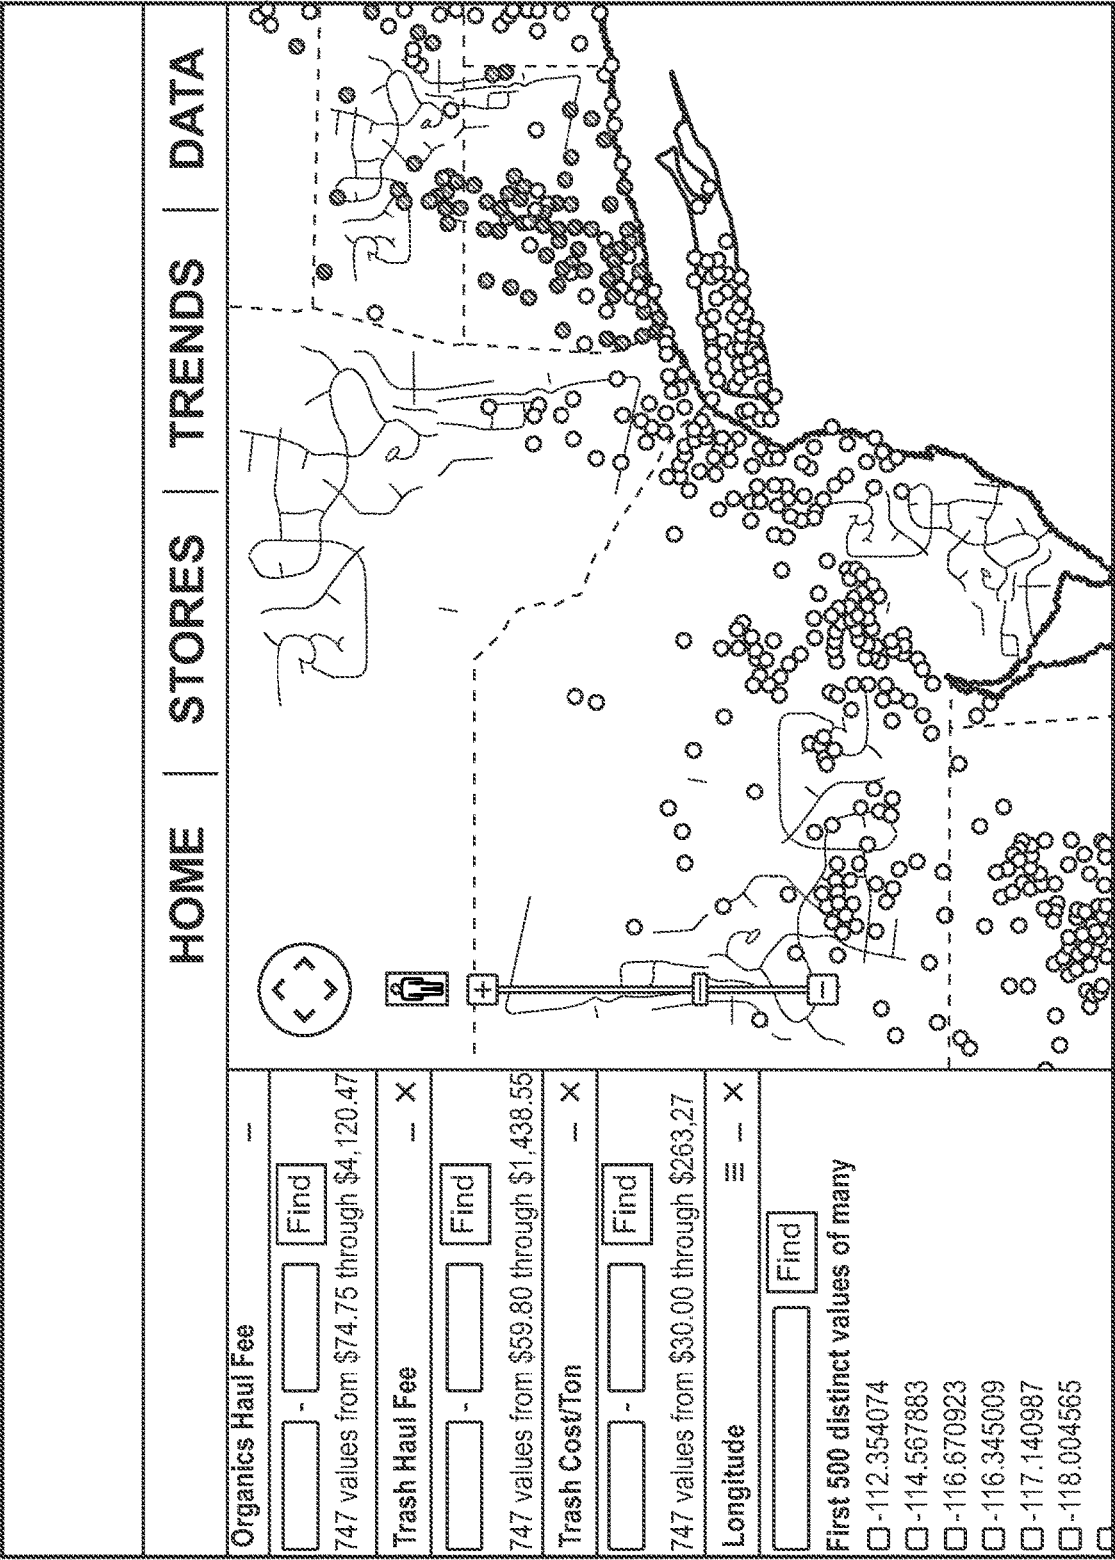 HOME | STORES | TRENDS | DATA
Organics Haul Fee –
- Find
747 values from $74.75 through $4,120.47
Trash Haul Fee – X
- Find
747 values from $59.80 through $1,438.55
Trash Cost/Ton – X
- Find
747 values from $30.00 through $263,27
Longitude ≡ – X
Find
First 500 distinct values of many
-112.354074
-114.567883
-116.670923
-116.345009
-117.140987
-118.004565
+
–